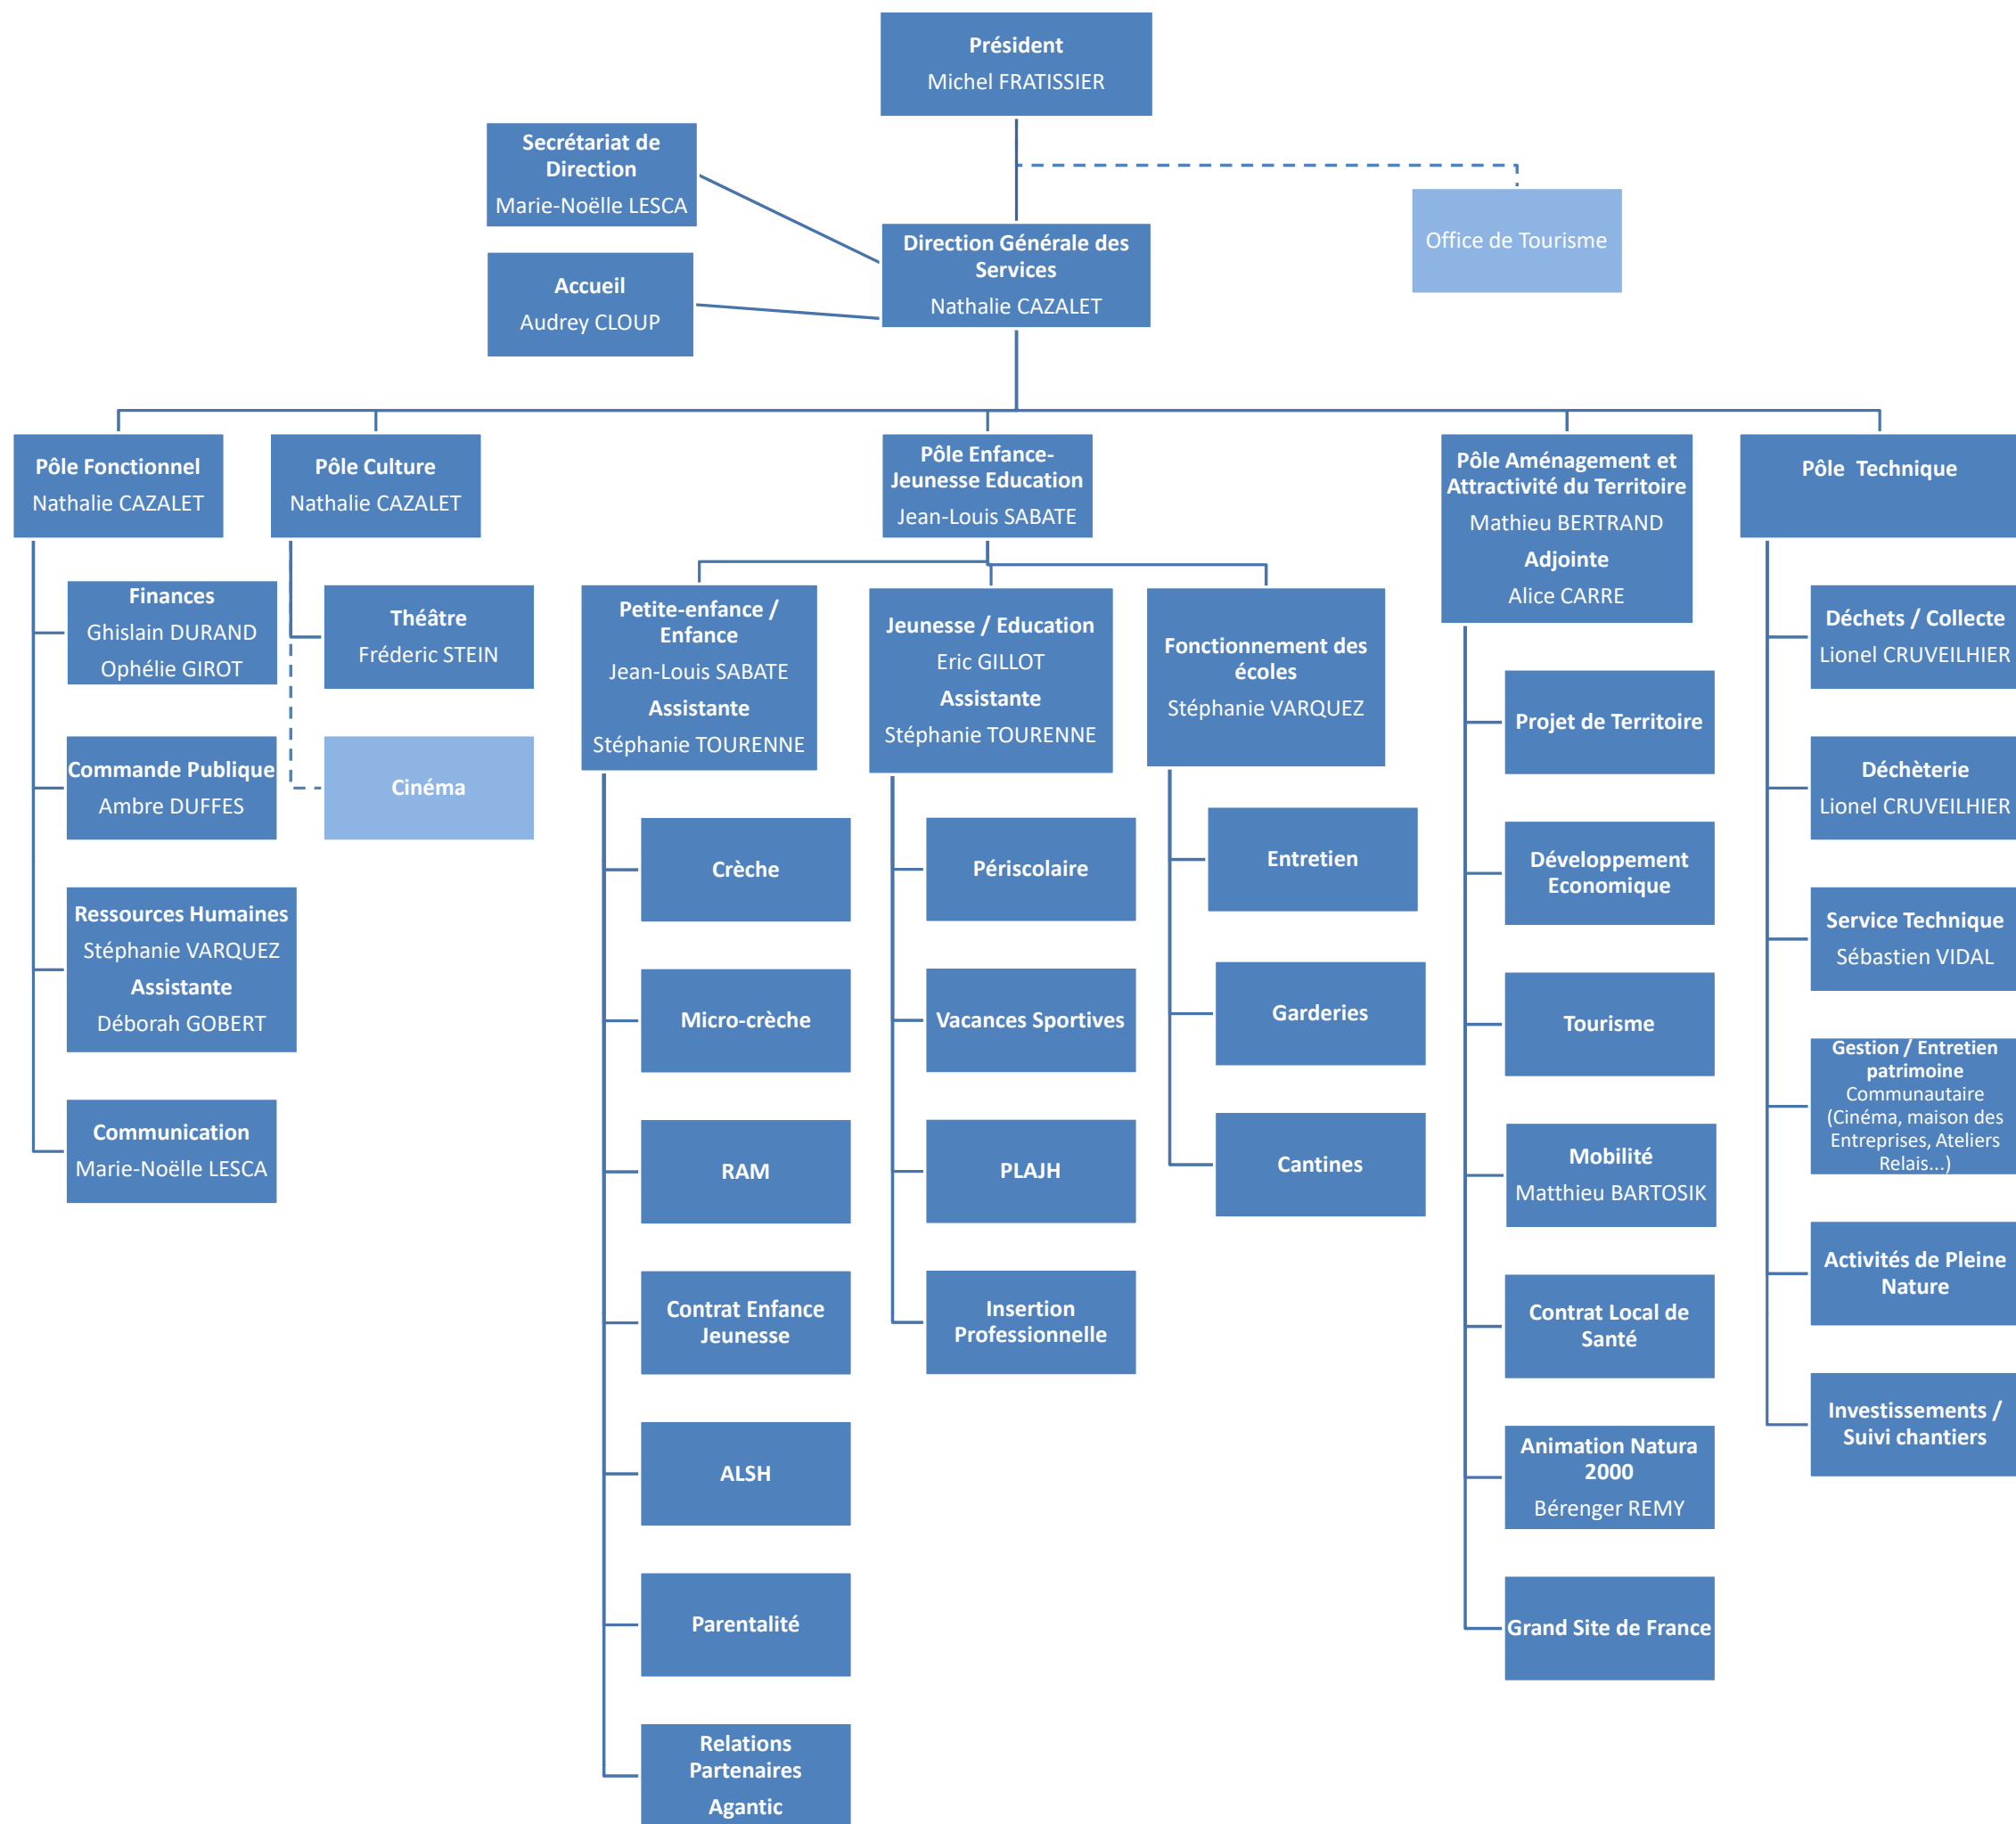 Président
Michel FRATISSIER
Secrétariat de
Direction
Marie-Noëlle LESCA
Office de Tourisme
Direction Générale des
Services
Nathalie CAZALET
Accueil
Audrey CLOUP
Pôle Fonctionnel
Nathalie CAZALET
Pôle Culture
Nathalie CAZALET
Pôle Enfance-
Jeunesse Education
Jean-Louis SABATE
Pôle Aménagement et
Attractivité du Territoire
Mathieu BERTRAND
Adjointe
Alice CARRE
Pôle  Technique
Finances
Ghislain DURAND
Ophélie GIROT
Commande Publique
Ambre DUFFES
Ressources Humaines
Stéphanie VARQUEZ
Assistante
Déborah GOBERT
Communication
Marie-Noëlle LESCA
Théâtre
Fréderic STEIN
Cinéma
Petite-enfance /
Enfance
Jean-Louis SABATE
Assistante
Stéphanie TOURENNE
Crèche
Micro-crèche
RAM
Contrat Enfance
Jeunesse
ALSH
Parentalité
Relations
Partenaires
Agantic
Jeunesse / Education
Eric GILLOT
Assistante
Stéphanie TOURENNE
Périscolaire
Vacances Sportives
PLAJH
Insertion
Professionnelle
Fonctionnement des
écoles
Stéphanie VARQUEZ
Entretien
Garderies
Cantines
Projet de Territoire
Développement
Economique
Tourisme
Mobilité
Matthieu BARTOSIK
Contrat Local de
Santé
Animation Natura
2000
Bérenger REMY
Grand Site de France
Déchets / Collecte
Lionel CRUVEILHIER
Déchèterie
Lionel CRUVEILHIER
Service Technique
Sébastien VIDAL
Gestion / Entretien
patrimoine
Communautaire
(Cinéma, maison des
Entreprises, Ateliers
Relais...)
Activités de Pleine
Nature
Investissements /
Suivi chantiers